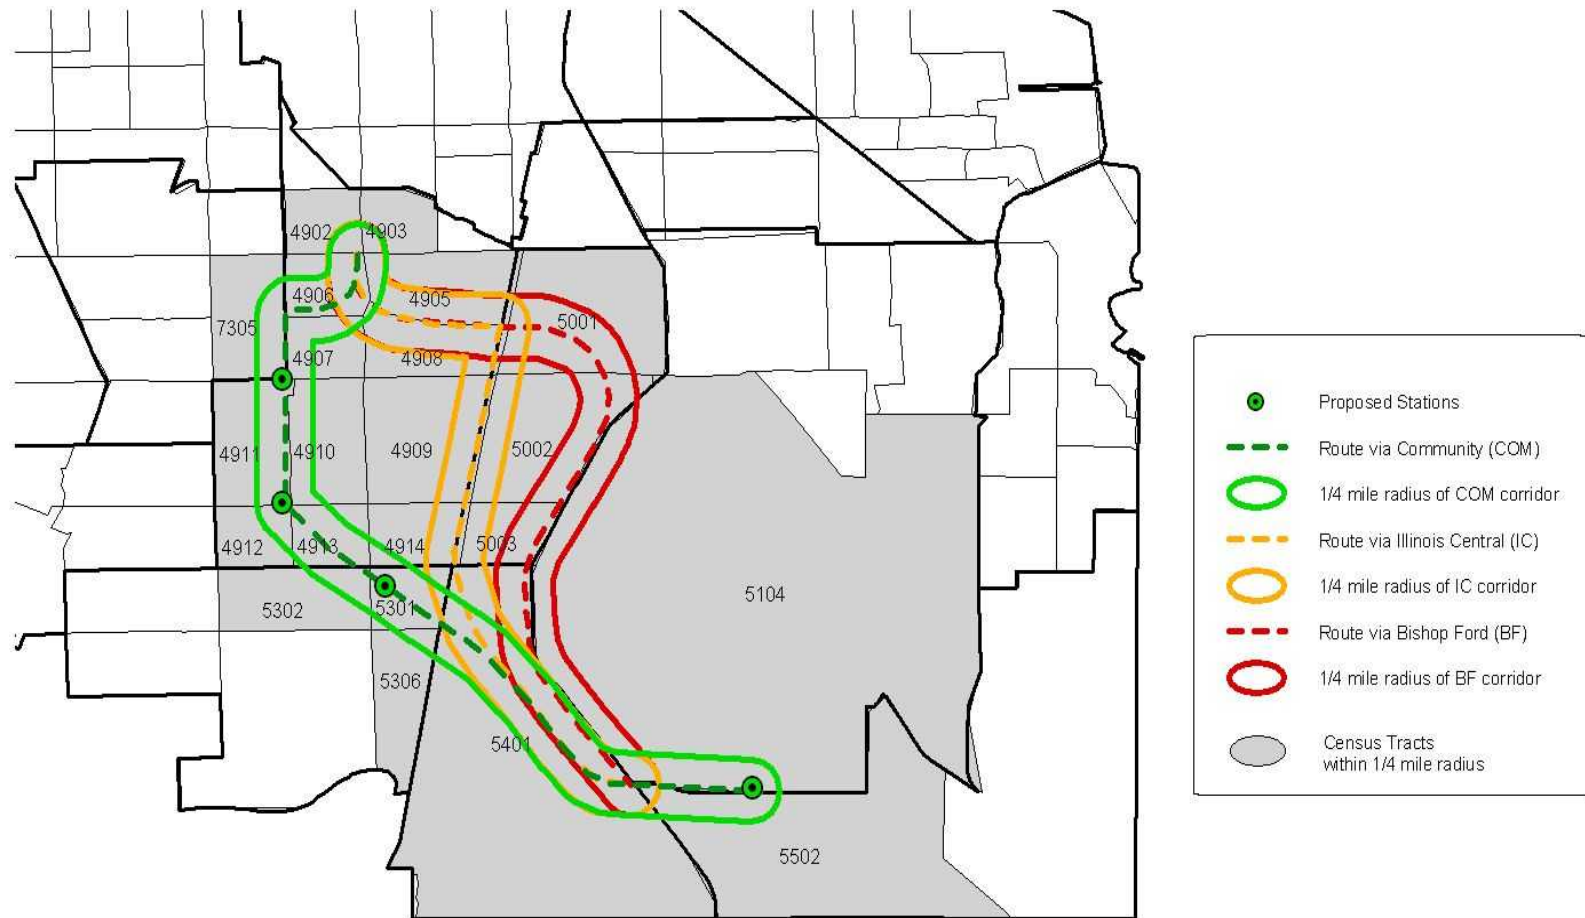 4902
4903
4906
4905
7305
5001
4907
4908
4911
4910
4909
5002
4912
4913
4914
5003
5302
5301
5104
5306
5401
5502
Proposed Stations
Route via Community (COM)
1/4 mile radius of COM corridor
Route via Illinois Central (IC)
1/4 mile radius of IC corridor
Route via Bishop Ford (BF)
1/4 mile radius of BF corridor
Census Tracts
within 1/4 mile radius